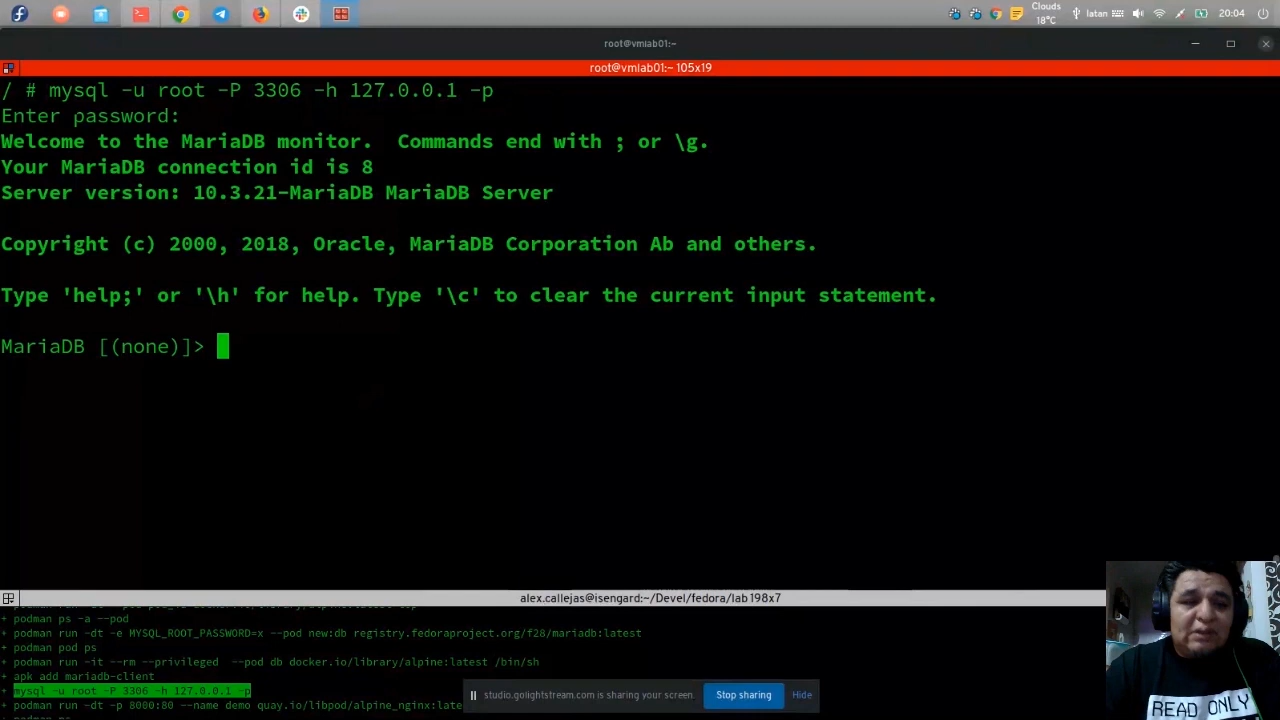 Clouds
18°C
latan
20:04
root@vmlab01:~
root@vmlab01:~ 105x19
/ # mysql -u root -P 3306 -h 127.0.0.1 -p
Enter password:
Welcome to the MariaDB monitor.  Commands end with ; or \g.
Your MariaDB connection id is 8
Server version: 10.3.21-MariaDB MariaDB Server
Copyright (c) 2000, 2018, Oracle, MariaDB Corporation Ab and others.
Type 'help;' or '\h' for help. Type '\c' to clear the current input statement.
MariaDB [(none)]>
alex.callejas@isengard:~/Devel/fedora/lab 198x7
+ podman ps -a --pod
+ podman run -dt -e MYSQL_ROOT_PASSWORD=x --pod new:db registry.fedoraproject.org/f28/mariadb:latest
+ podman pod ps
+ podman run -it --rm --privileged  --pod db docker.io/library/alpine:latest /bin/sh
+ apk add mariadb-client
+ mysql -u root -P 3306 -h 127.0.0.1 -p
+ podman run -dt -p 8000:80 --name demo quay.io/libpod/alpine_nginx:late
studio.golightstream.com is sharing your screen.
Stop sharing
Hide
READ ONLY